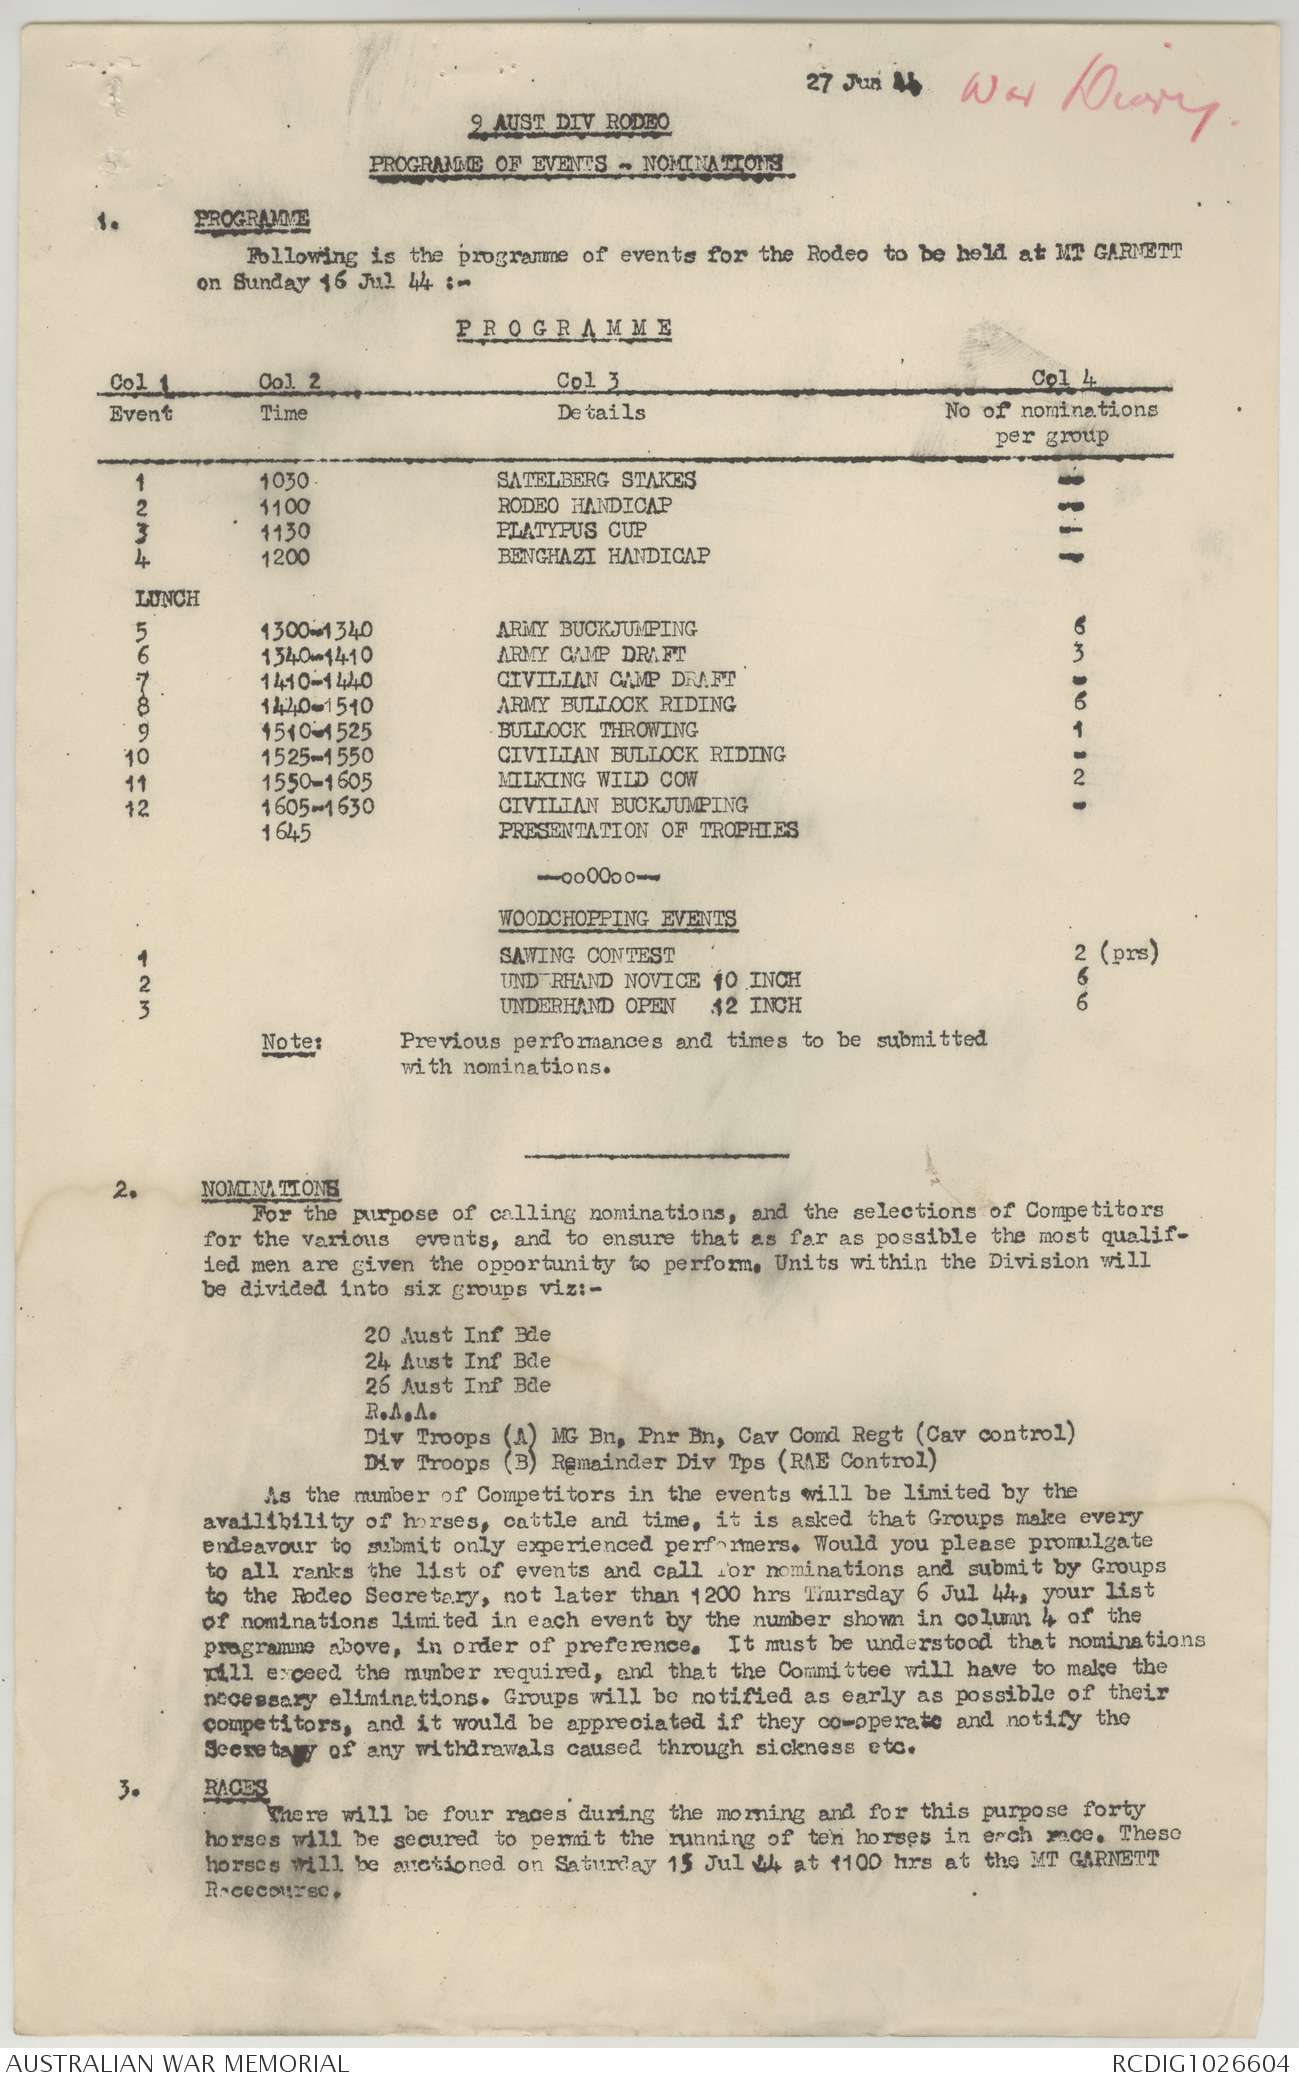 27 Jun 44 War Diary.
9 AUST DIV RODEO
PROGRAMME OF EVENTS - NOMINATIONS
1. PROGRAMME
Following is the programme of events for the Rodeo to be held at MT GARNETT
on Sunday 16 Jul 44 :-
PROGRAMME
Col 1 Col 2 Col 3 Col 4
Event Time Details No of nominations
per group
1 1030 SATELBERG STAKES -
2 1100 RODEO HANDICAP -
3 1130 PLATYPUS CUP -
4 1200 BENGHAZI HANDICAP -
LUNCH
5 1300-1340 ARMY BUCKJUMPING 6
6 1340-1410 ARMY CAMP DRAFT 3
7 1410-1440 CIVILIAN CAMP DRAFT -
8 1440-1510 ARMY BULLOCK RIDING 6
9 1510-1525 BULLOCK THROWING 1
10 1525-1550 CIVILIAN BULLOCK RIDING -
11 1550-1605 MILKING WILD COW 2
12 1605-1630 CIVILIAN BUCKJUMPING -
1645 PRESENTATION OF TROPHIES
-ooOOoo-
WOODCHOPPING EVENTS
1 SAWING CONTEST 2 (prs)
2 UNDERHAND NOVICE 10 INCH 6
3 UNDERHAND OPEN 12 INCH 6
Note: Previous performances and times to be submitted
with nominations.
2. NOMINATIONS
For the purpose of calling nominations, and the selections of Competitors
for the various events, and to ensure that as far as possible the most qualif-
ied men are given the opportunity to perform. Units within the Division will
be divided into six groups viz:-
20 Aust Inf Bde
24 Aust Inf Bde
26 Aust Inf Bde
R.A.A.
Div Troops (A) MG Bn, Pnr Bn, Cav Comd Regt (Cav control)
Div Troops (B) Remainder Div Tps (RAE Control)
As the number of Competitors in the events will be limited by the
availibility of horses, cattle and time, it is asked that Groups make every
endeavour to submit only experienced performers. Would you please promulgate
to all ranks the list of events and call for nominations and submit by Groups
to the Rodeo Secretary, not later than 1200 hrs Thursday 6 Jul 44, your list
of nominations limited in each event by the number shown in column 4 of the
programme above, in order of preference. It must be understood that nominations
will exceed the number required, and that the Committee will have to make the
necessary eliminations. Groups will be notified as early as possible of their
competitors, and it would be appreciated if they co-operate and notify the
Secretary of any withdrawals caused through sickness etc.
3. RACES
There will be four races during the morning and for this purpose forty
horses will be secured to permit the running of ten horses in each race. These
horses will be auctioned on Saturday 15 Jul 44 at 1100 hrs at the MT GARNETT
Racecourse.
AUSTRALIAN WAR MEMORIAL RCDIG1026604